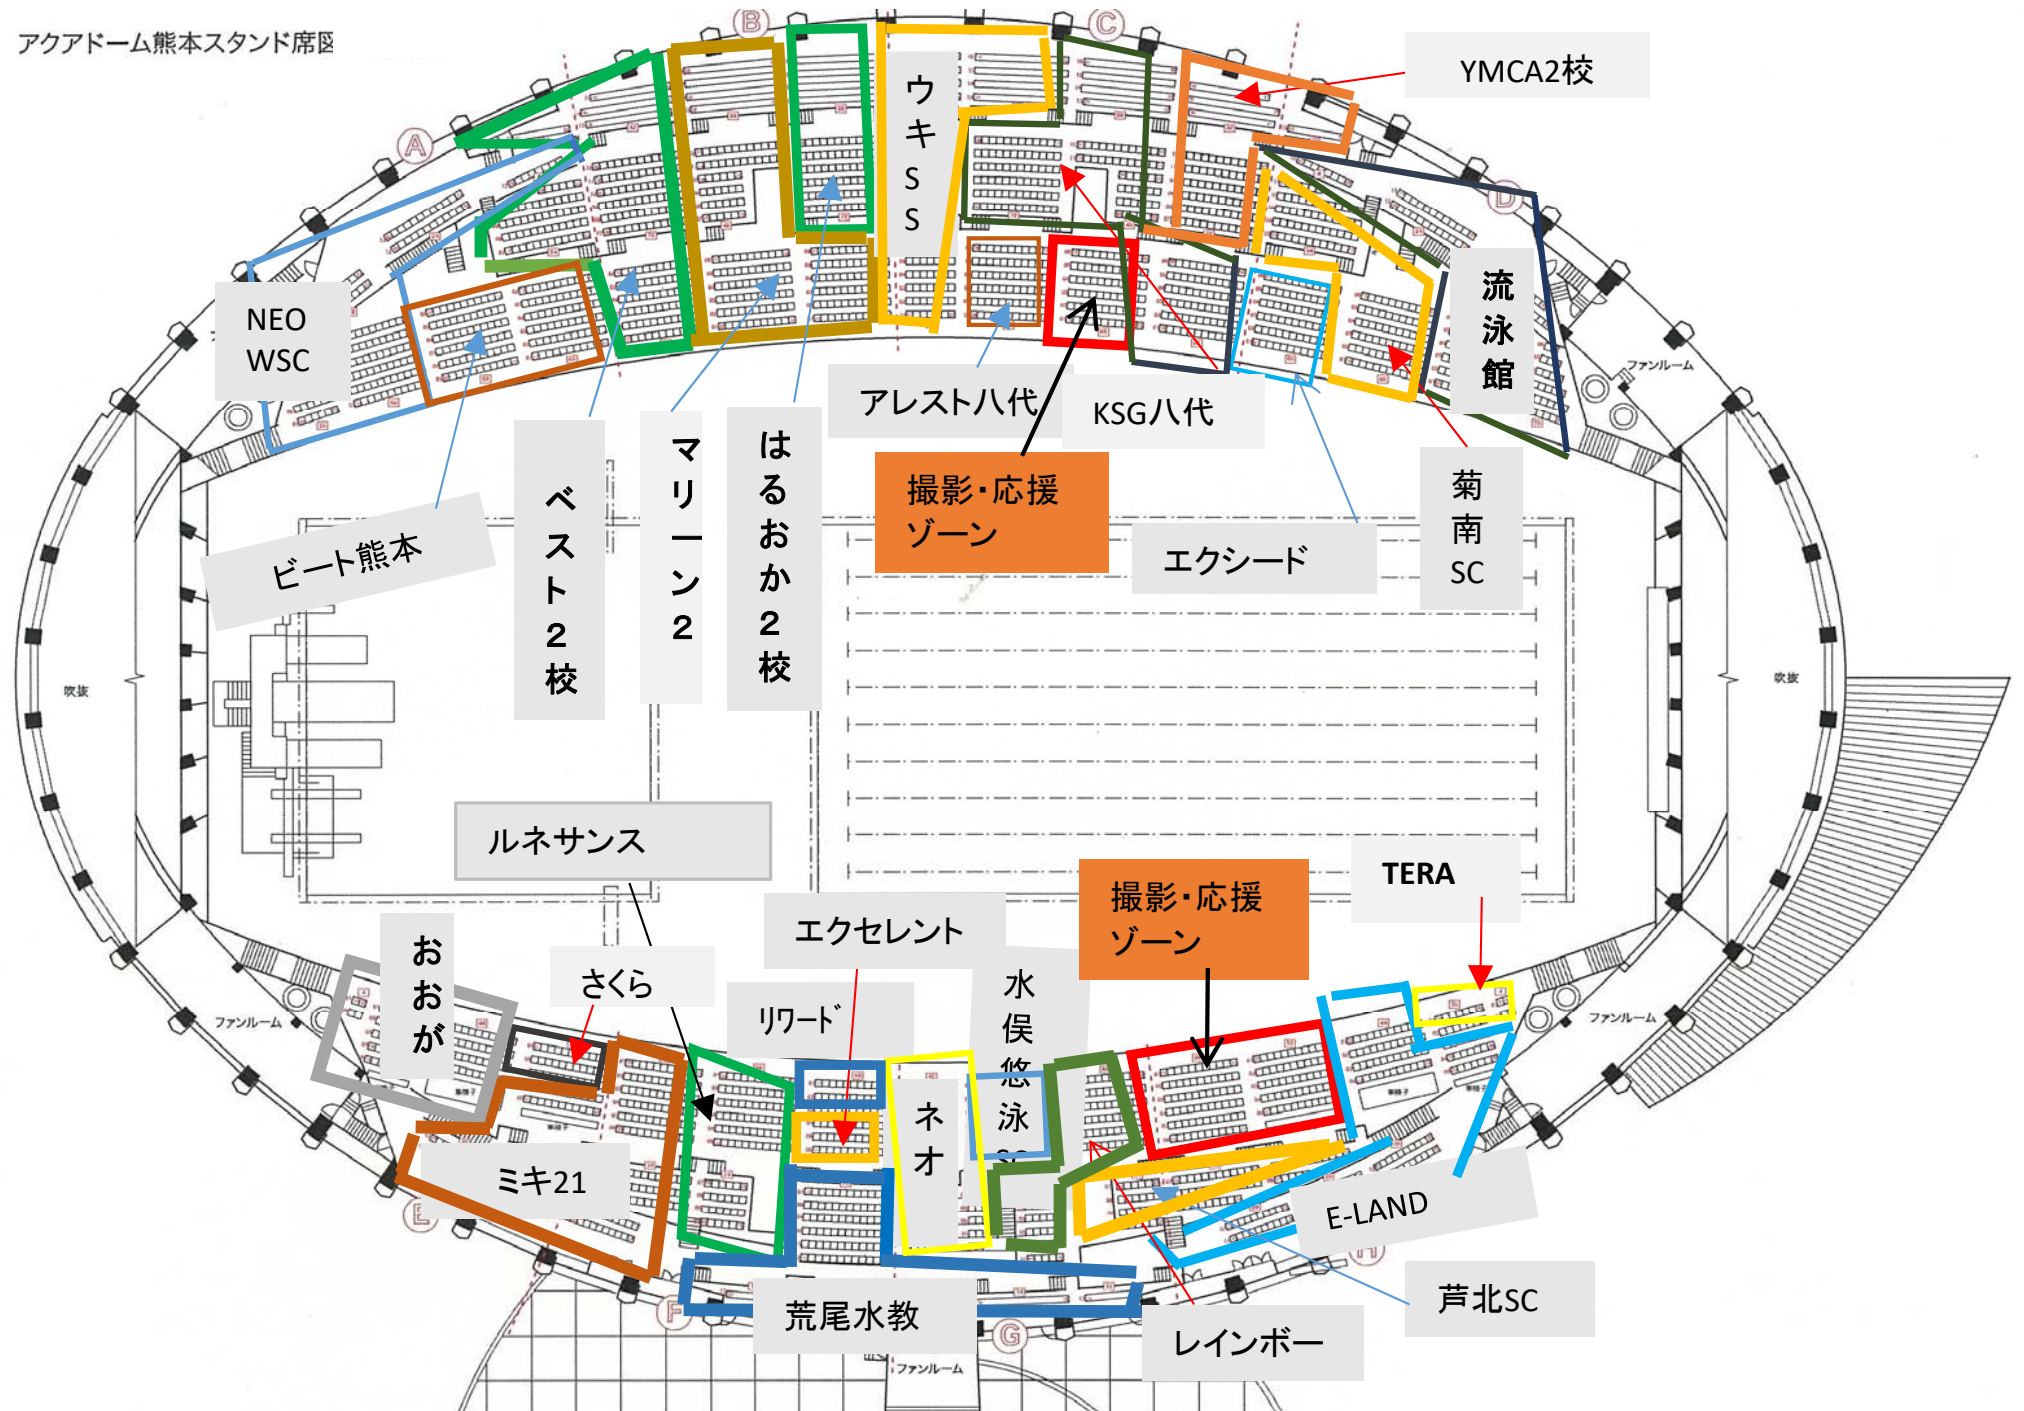 アクアドーム熊本スタンド席図
A
B
C
D
YMCA2校
ウキSS
NEO
WSC
流泳館
ファンルーム
アレスト八代
KSG八代
ベスト2校
マリーン2
はるおか2校
撮影・応援
ゾーン
菊南SC
ビート熊本
エクシード
吹抜
吹抜
ルネサンス
TERA
撮影・応援
ゾーン
エクセレント
おおが
さくら
リワード
水俣悠泳SC
ファンルーム
ファンルーム
ネオ
ミキ21
E-LAND
E
F
G
H
荒尾水教
芦北SC
レインボー
ファンルーム